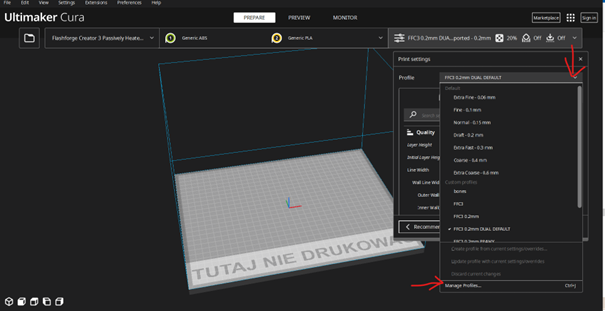 File Edit View Settings Extensions Preferences Help
Ultimaker Cura
PREPARE PREVIEW MONITOR
Marketplace Sign in
Flashforge Creator 3 Passively Heate...
1 Generic ABS
2 Generic PLA
FFC3 0.2mm DUA...ported - 0.2mm 20% Off Off
Print settings
Profile FFC3 0.2mm DUAL DEFAULT
Default
Extra Fine - 0.06 mm
Fine - 0.1 mm
Normal - 0.15 mm
Draft - 0.2 mm
Extra Fast - 0.3 mm
Coarse - 0.4 mm
Extra Coarse - 0.6 mm
Custom profiles
bones
FFC3
FFC3 0.2mm
FFC3 0.2mm DUAL DEFAULT
Quality
Layer Height
Initial Layer Heig
Line Width
Wall Line Wid
Outer Wall
Inner Wall
Recomme
Create profile from current settings/overrides...
Update profile with current settings/overrides
Discard current changes
Manage Profiles... Ctrl+J
TUTAJ NIE DRUKOWAĆ